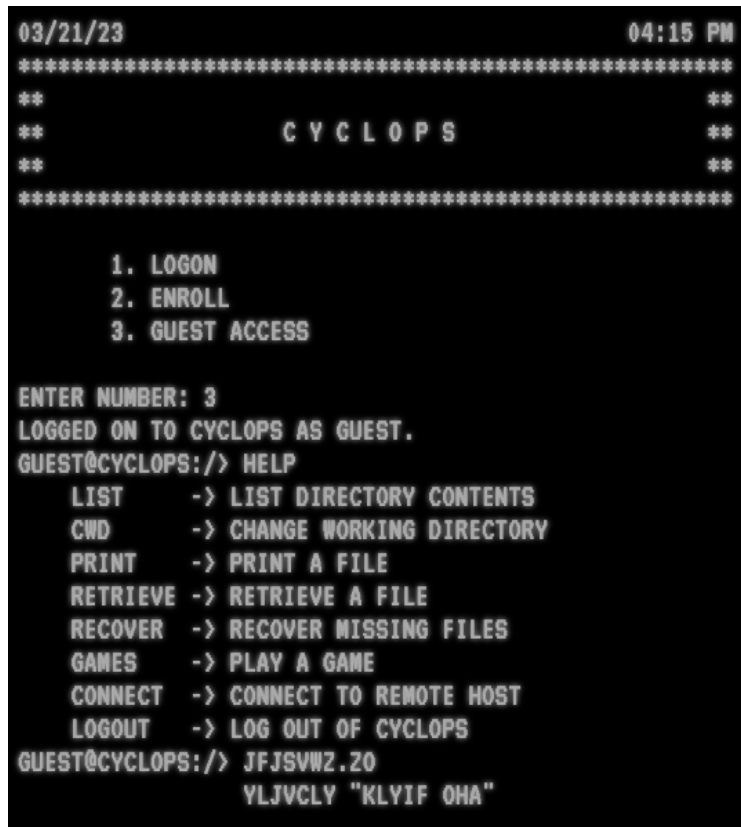 03/21/23 04:15 PM
******************************************************
** **
** C Y C L O P S **
** **
******************************************************
1. LOGON
2. ENROLL
3. GUEST ACCESS
ENTER NUMBER: 3
LOGGED ON TO CYCLOPS AS GUEST.
GUEST@CYCLOPS:/> HELP
LIST -> LIST DIRECTORY CONTENTS
CWD -> CHANGE WORKING DIRECTORY
PRINT -> PRINT A FILE
RETRIEVE -> RETRIEVE A FILE
RECOVER -> RECOVER MISSING FILES
GAMES -> PLAY A GAME
CONNECT -> CONNECT TO REMOTE HOST
LOGOUT -> LOG OUT OF CYCLOPS
GUEST@CYCLOPS:/> JFJSVWZ.ZO
YLJVCLY "KLYIF OHA"